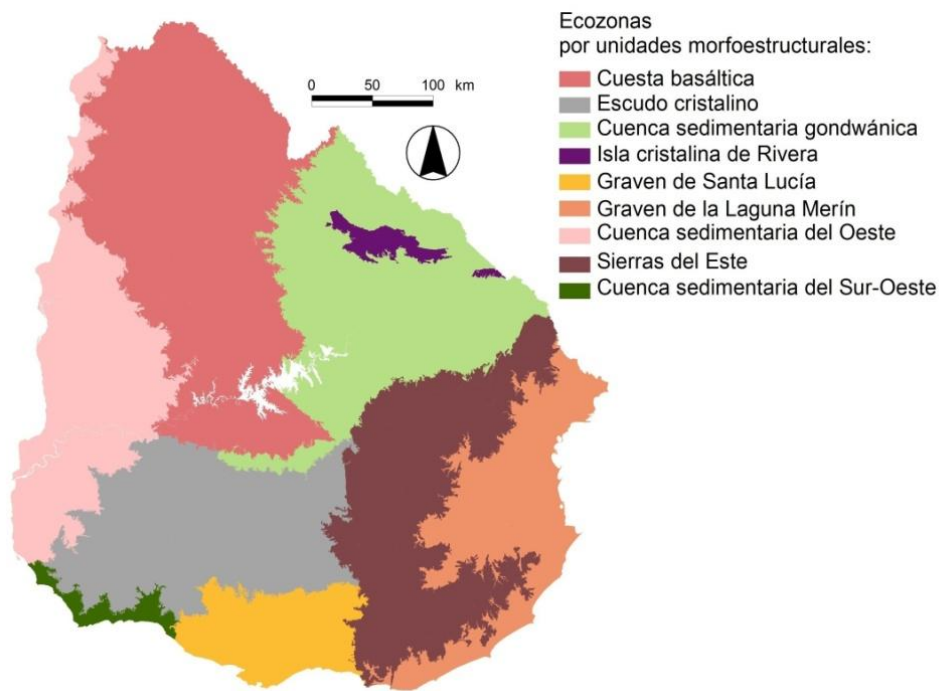 Ecozonas
por unidades morfoestructurales:
0 50 100 km
Cuesta basáltica
Escudo cristalino
Cuenca sedimentaria gondwánica
Isla cristalina de Rivera
Graven de Santa Lucía
Graven de la Laguna Merín
Cuenca sedimentaria del Oeste
Sierras del Este
Cuenca sedimentaria del Sur-Oeste